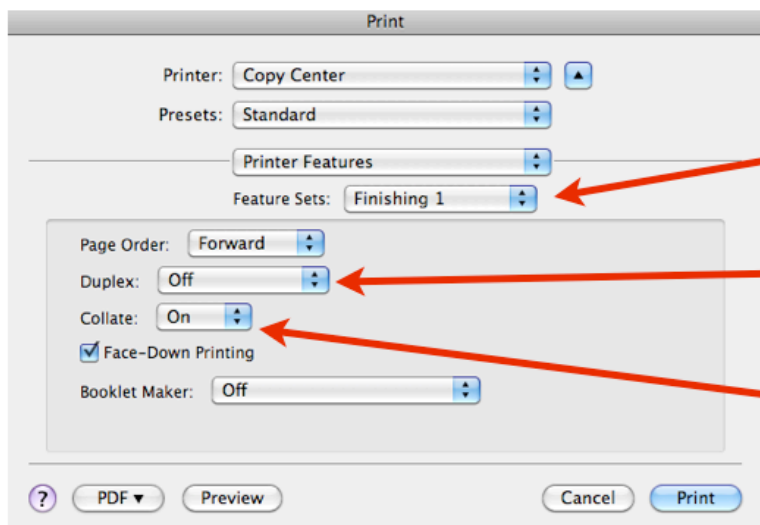 Print
Printer: Copy Center
Presets: Standard
Printer Features
Feature Sets: Finishing 1
Page Order: Forward
Duplex: Off
Collate: On
Face-Down Printing
Booklet Maker: Off
? PDF ▾ Preview Cancel Print